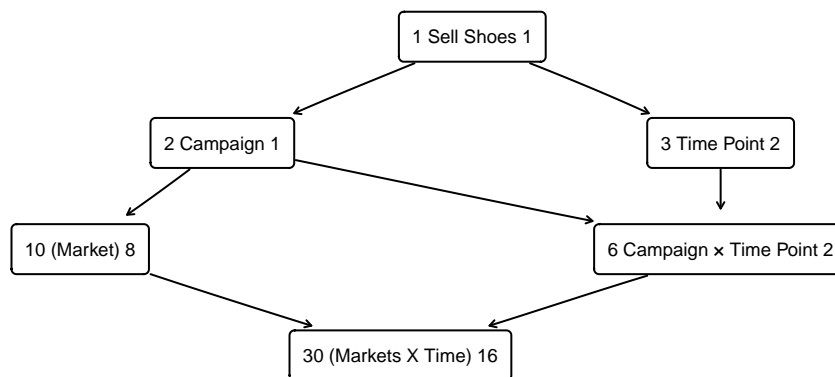 1 Sell Shoes 1
2 Campaign 1
3 Time Point 2
10 (Market) 8
6 Campaign × Time Point 2
30 (Markets X Time) 16